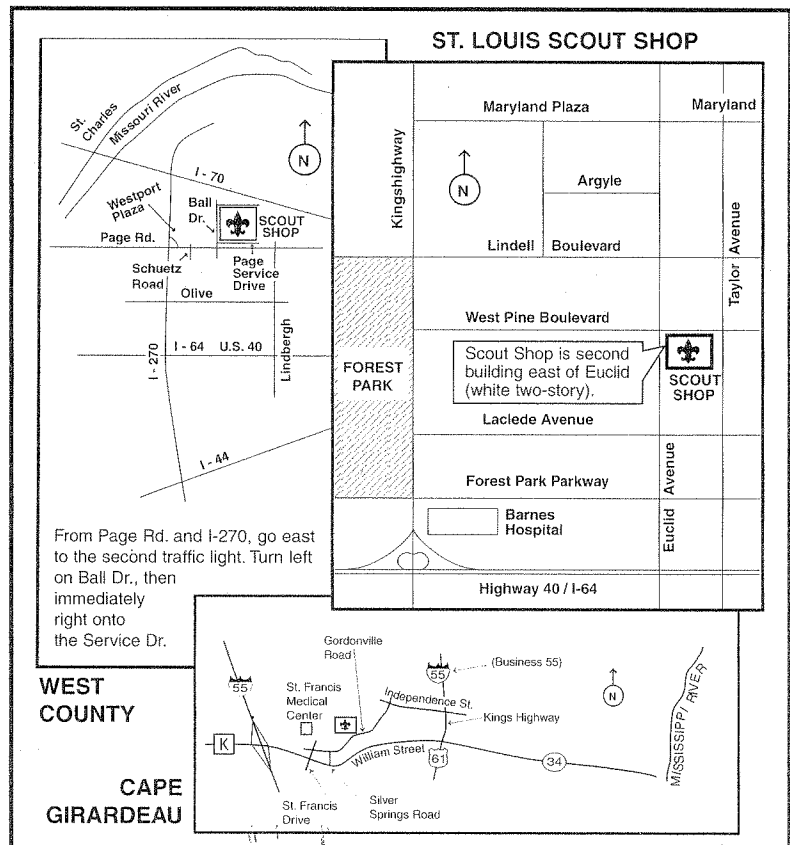 ST. LOUIS SCOUT SHOP
St.
Charles
Missouri River
N
I - 70
Westport
Plaza
Ball
Dr.
SCOUT
SHOP
Page Rd.
Schuetz
Road
Page
Service
Drive
Olive
I - 270
I - 64 U.S. 40
Lindbergh
I - 44
From Page Rd. and I-270, go east
to the second traffic light. Turn left
on Ball Dr., then
immediately
right onto
the Service Dr.
WEST
COUNTY
Maryland Plaza
Maryland
Kingshighway
N
Argyle
Lindell Boulevard
Taylor Avenue
West Pine Boulevard
FOREST
PARK
Scout Shop is second
building east of Euclid
(white two-story).
SCOUT
SHOP
Laclede Avenue
Forest Park Parkway
Euclid Avenue
Barnes
Hospital
Highway 40 / I-64
CAPE
GIRARDEAU
Gordonville
Road
55
(Business 55)
55
St. Francis
Medical
Center
Independence St.
N
Kings Highway
K
William Street
61
34
MISSISSIPPI RIVER
St. Francis
Drive
Silver
Springs Road